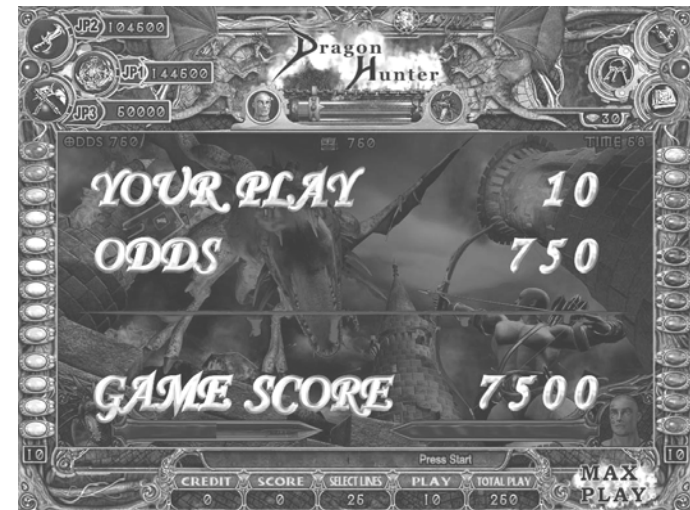 JP2 104500
Dragon
Hunter
JP1 144500
JP3 50000
30
ODDS 750
750
TIME 58
YOUR PLAY 10
ODDS 750
GAME SCORE 7500
10
10
Press Start
CREDIT SCORE SELECT LINES PLAY TOTAL PLAY
0 0 25 10 250
MAX
PLAY